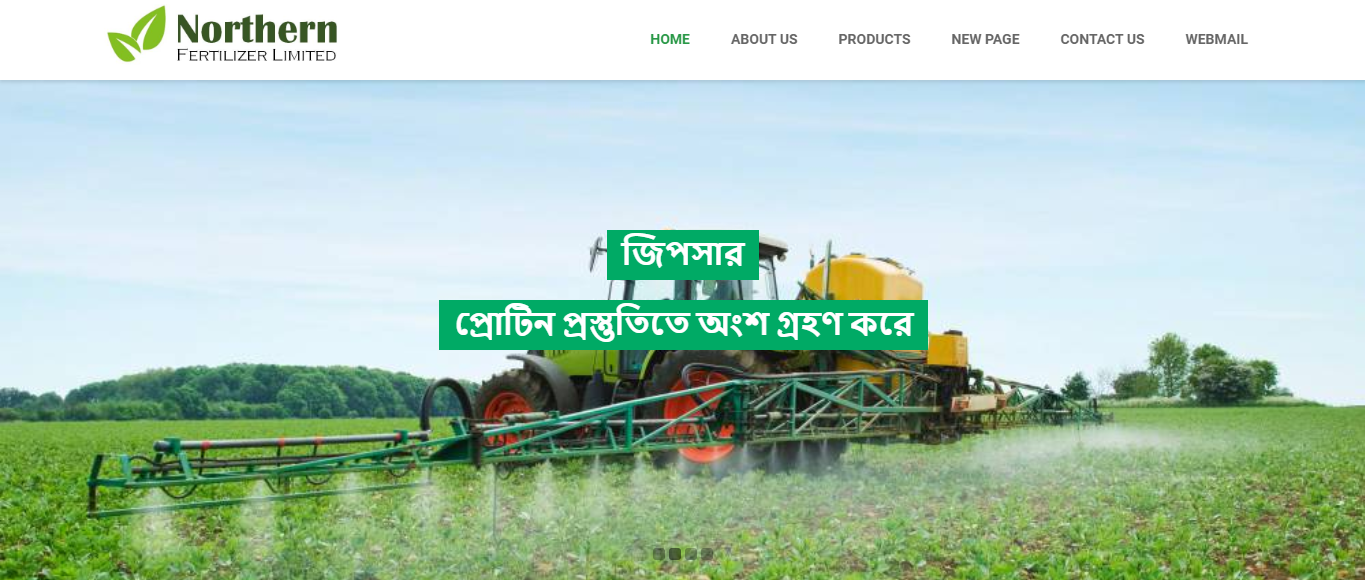 Northern
FERTILIZER LIMITED
HOME ABOUT US PRODUCTS NEW PAGE CONTACT US WEBMAIL
জিপসার
প্রোটিন প্রস্তুতিতে অংশ গ্রহণ করে